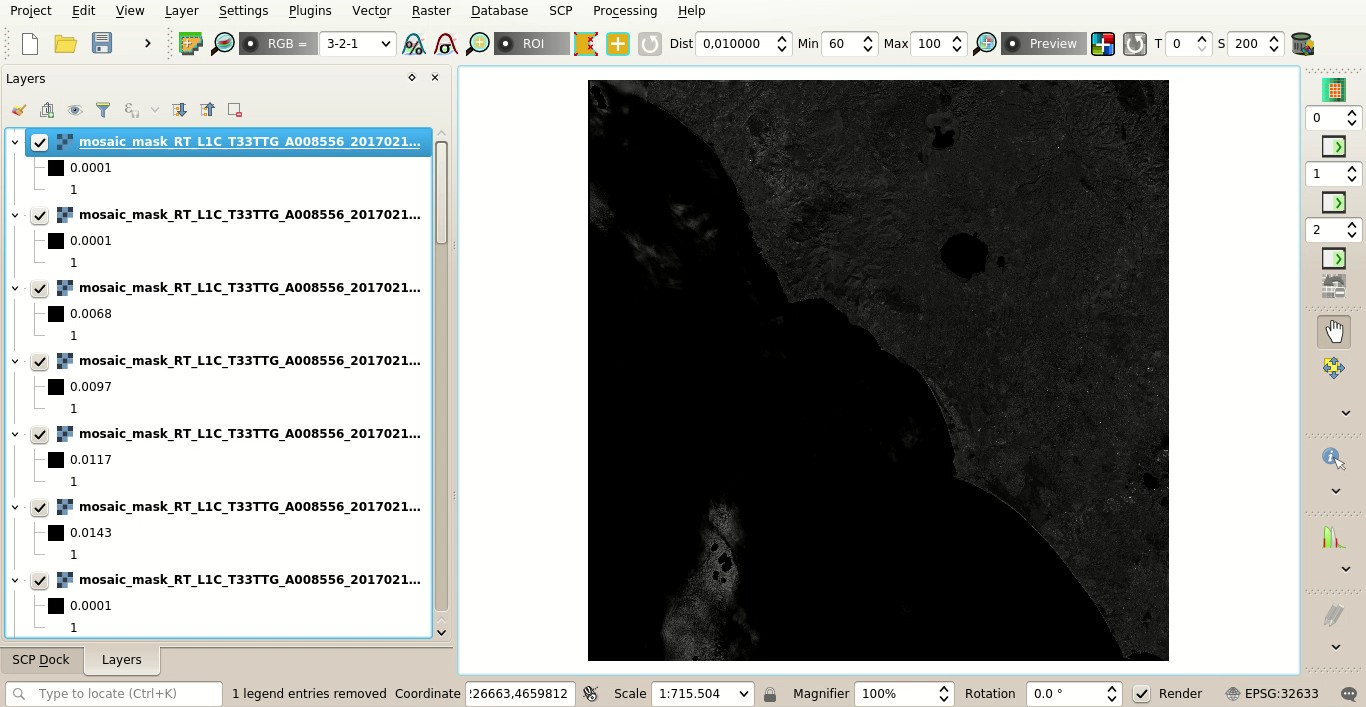 Project Edit View Layer Settings Plugins Vector Raster Database SCP Processing Help
RGB = 3-2-1 ROI Dist 0,010000 Min 60 Max 100 Preview T 0 S 200
Layers
mosaic_mask_RT_L1C_T33TTG_A008556_2017021...
0.0001
1
mosaic_mask_RT_L1C_T33TTG_A008556_2017021...
0.0001
1
mosaic_mask_RT_L1C_T33TTG_A008556_2017021...
0.0068
1
mosaic_mask_RT_L1C_T33TTG_A008556_2017021...
0.0097
1
mosaic_mask_RT_L1C_T33TTG_A008556_2017021...
0.0117
1
mosaic_mask_RT_L1C_T33TTG_A008556_2017021...
0.0143
1
mosaic_mask_RT_L1C_T33TTG_A008556_2017021...
0.0001
1
0
1
2
SCP Dock Layers
Type to locate (Ctrl+K) 1 legend entries removed Coordinate 26663,4659812 Scale 1:715.504 Magnifier 100% Rotation 0.0 ° Render EPSG:32633